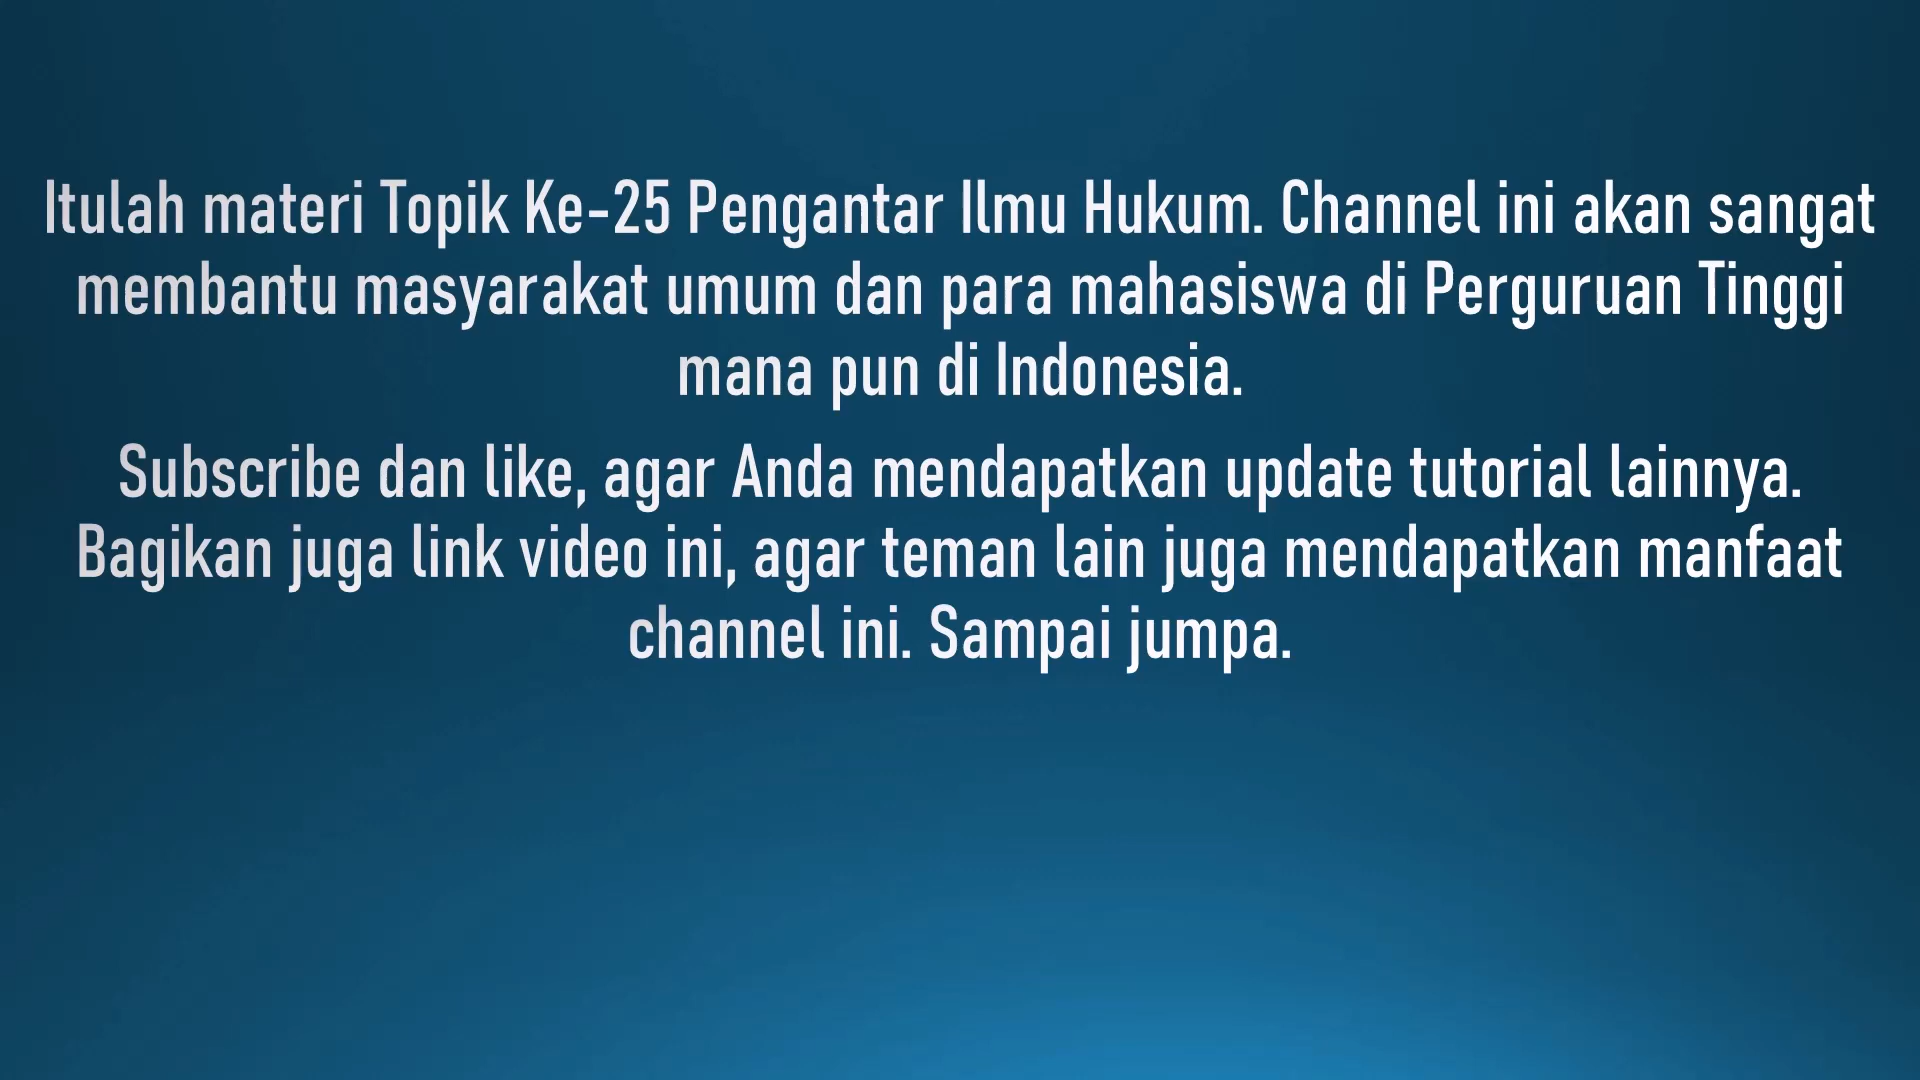 Itulah materi Topik Ke-25 Pengantar Ilmu Hukum. Channel ini akan sangat
membantu masyarakat umum dan para mahasiswa di Perguruan Tinggi
mana pun di Indonesia.
Subscribe dan like, agar Anda mendapatkan update tutorial lainnya.
Bagikan juga link video ini, agar teman lain juga mendapatkan manfaat
channel ini. Sampai jumpa.